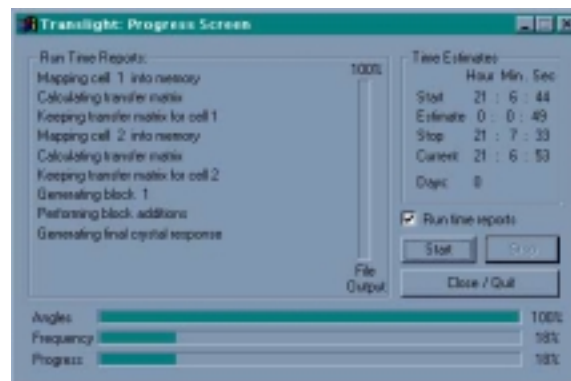 Translight: Progress Screen
Run Time Reports:
Mapping cell 1 into memory
Calculating transfer matrix
Keeping transfer matrix for cell 1
Mapping cell 2 into memory
Calculating transfer matrix
Keeping transfer matrix for cell 2
Generating block 1
Performing block additions
Generating final crystal response
100%
File
Output
Time Estimates
Hour Min. Sec
Start 21 : 6 : 44
Estimate 0 : 0 : 49
Stop 21 : 7 : 33
Current 21 : 6 : 53
Days: 0
Run time reports
Start
Stop
Close / Quit
Angles 100%
Frequency 18%
Progress 18%